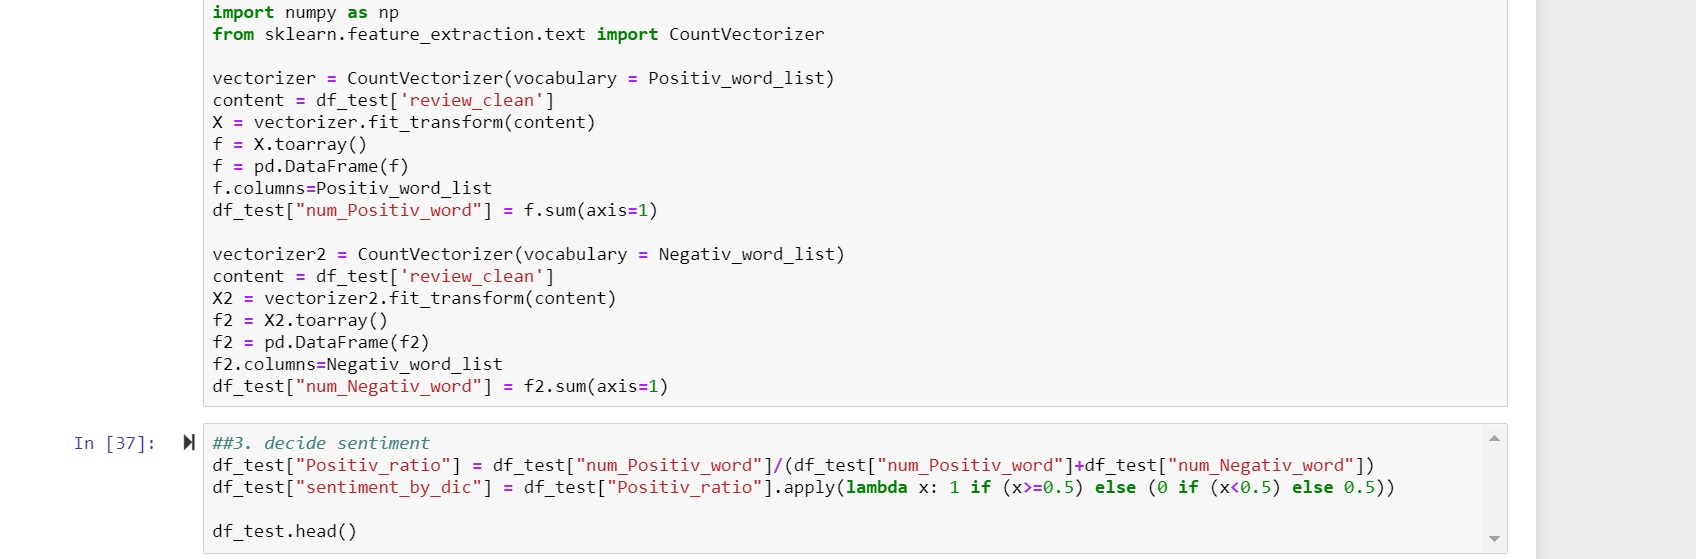 import numpy as np
from sklearn.feature_extraction.text import CountVectorizer
vectorizer = CountVectorizer(vocabulary = Positiv_word_list)
content = df_test['review_clean']
X = vectorizer.fit_transform(content)
f = X.toarray()
f = pd.DataFrame(f)
f.columns=Positiv_word_list
df_test["num_Positiv_word"] = f.sum(axis=1)
vectorizer2 = CountVectorizer(vocabulary = Negativ_word_list)
content = df_test['review_clean']
X2 = vectorizer2.fit_transform(content)
f2 = X2.toarray()
f2 = pd.DataFrame(f2)
f2.columns=Negativ_word_list
df_test["num_Negativ_word"] = f2.sum(axis=1)
In [37]:
##3. decide sentiment
df_test["Positiv_ratio"] = df_test["num_Positiv_word"]/(df_test["num_Positiv_word"]+df_test["num_Negativ_word"])
df_test["sentiment_by_dic"] = df_test["Positiv_ratio"].apply(lambda x: 1 if (x>=0.5) else (0 if (x<0.5) else 0.5))
df_test.head()